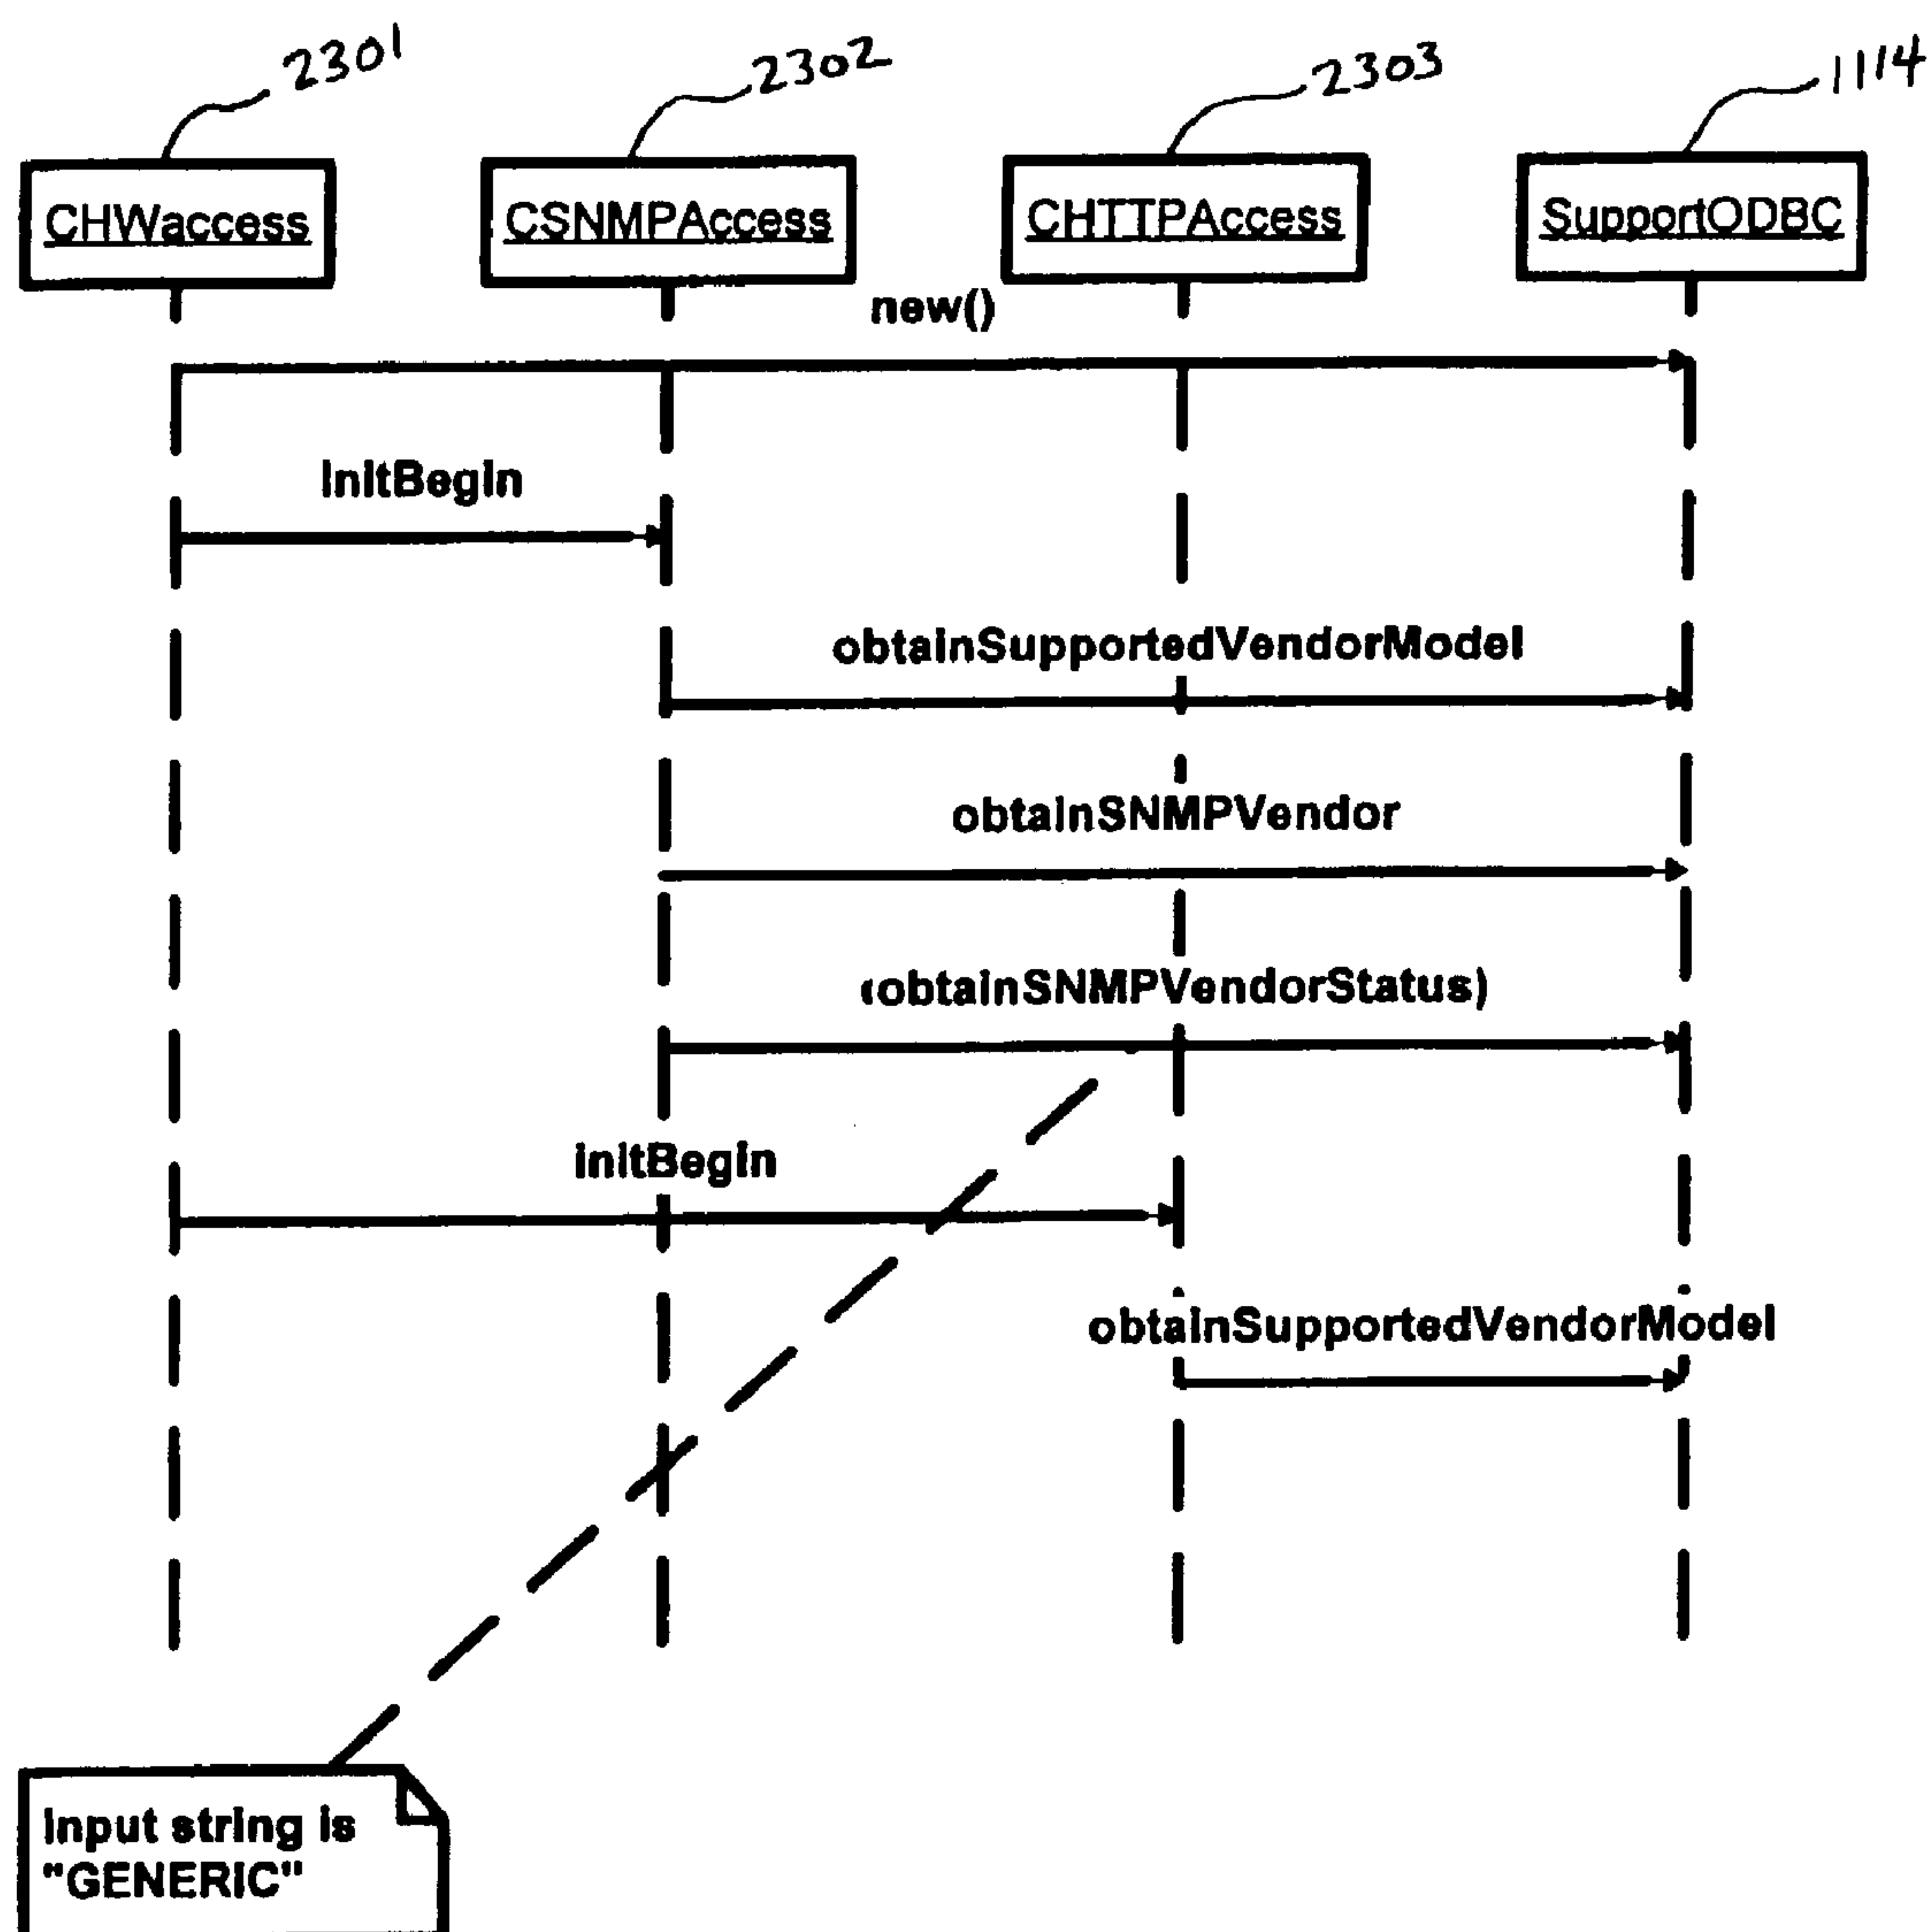 2301
2302
2303
1114
CHWaccess
CSNMPAccess
CHTTPAccess
SupportODBC
new()
initBegin
obtainSupportedVendorModel
obtainSNMPVendor
(obtainSNMPVendorStatus)
initBegin
obtainSupportedVendorModel
Input string is
"GENERIC"